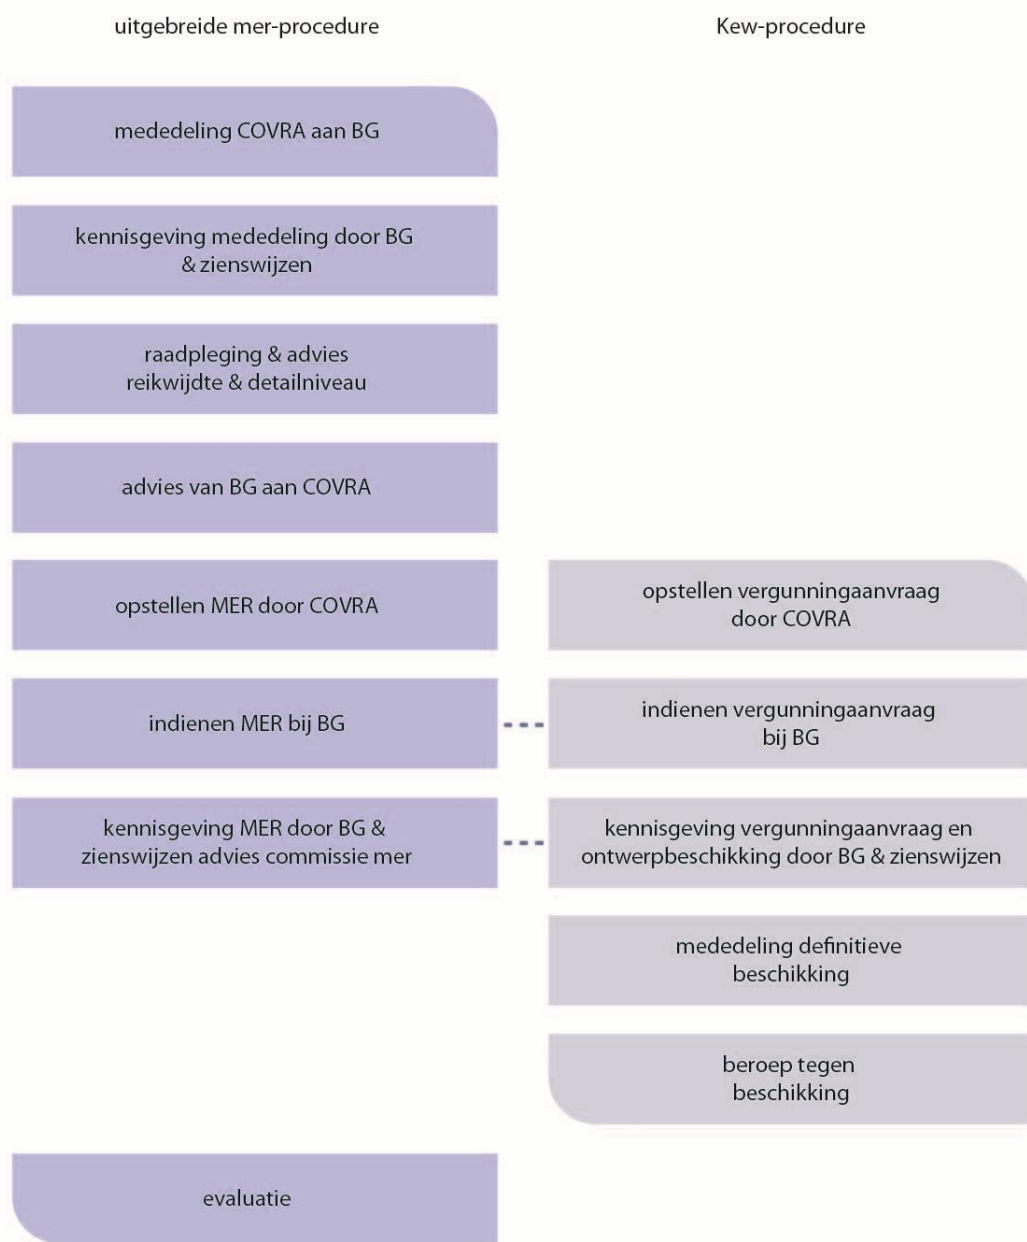 uitgebreide mer-procedure
Kew-procedure
mededeling COVRA aan BG
kennisgeving mededeling door BG
& zienswijzen
raadpleging & advies
reikwijdte & detailniveau
advies van BG aan COVRA
opstellen MER door COVRA
opstellen vergunningaanvraag
door COVRA
indienen MER bij BG
indienen vergunningaanvraag
bij BG
kennisgeving MER door BG &
zienswijzen advies commissie mer
kennisgeving vergunningaanvraag en
ontwerpbeschikking door BG & zienswijzen
mededeling definitieve
beschikking
beroep tegen
beschikking
evaluatie